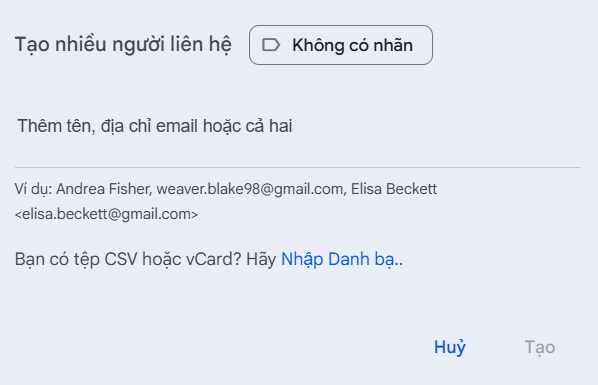 Tạo nhiều người liên hệ Không có nhãn
Thêm tên, địa chỉ email hoặc cả hai
Ví dụ: Andrea Fisher, weaver.blake98@gmail.com, Elisa Beckett
<elisa.beckett@gmail.com>
Bạn có tệp CSV hoặc vCard? Hãy Nhập Danh bạ..
Huỷ Tạo